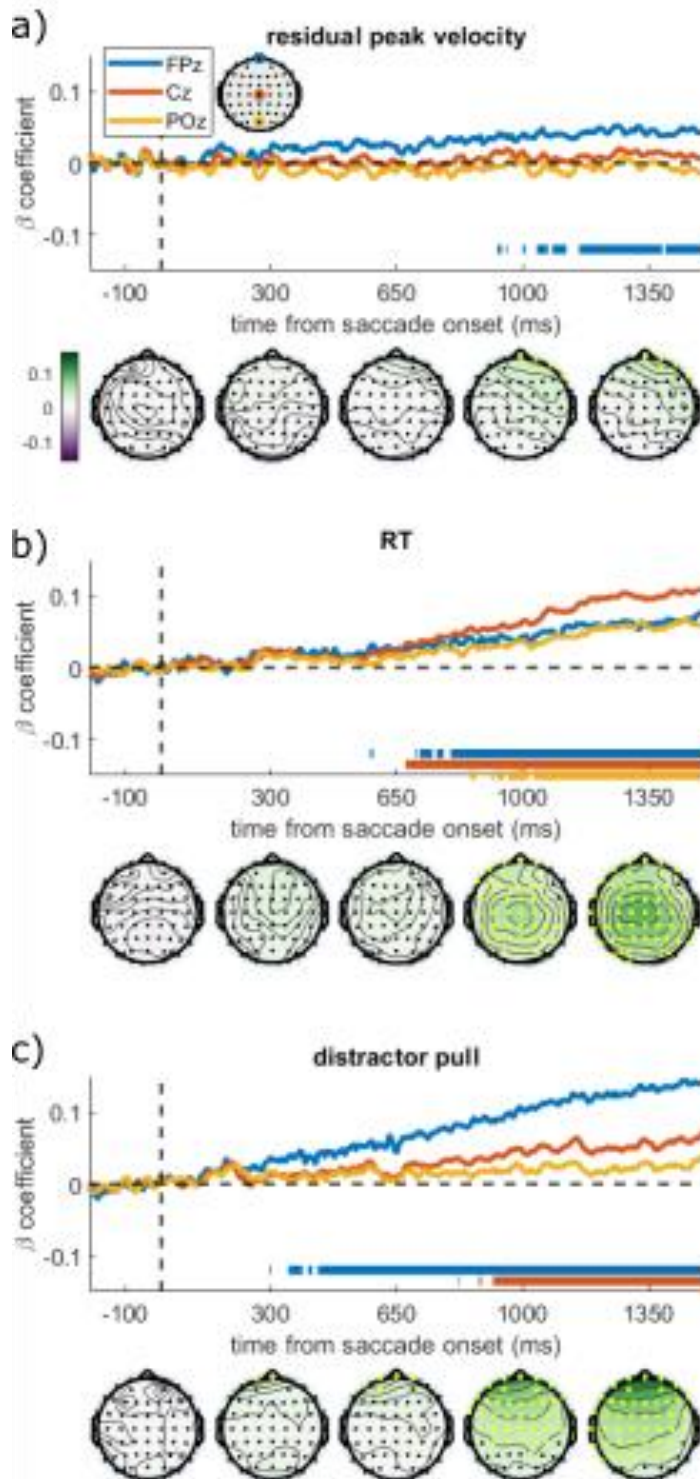 a)
residual peak velocity
FPz
Cz
POz
0.1
0
-0.1
β coefficient
-100 300 650 1000 1350
time from saccade onset (ms)
0.1
0
-0.1
b)
RT
0.1
0
-0.1
β coefficient
-100 300 650 1000 1350
time from saccade onset (ms)
c)
distractor pull
0.1
0
-0.1
β coefficient
-100 300 650 1000 1350
time from saccade onset (ms)